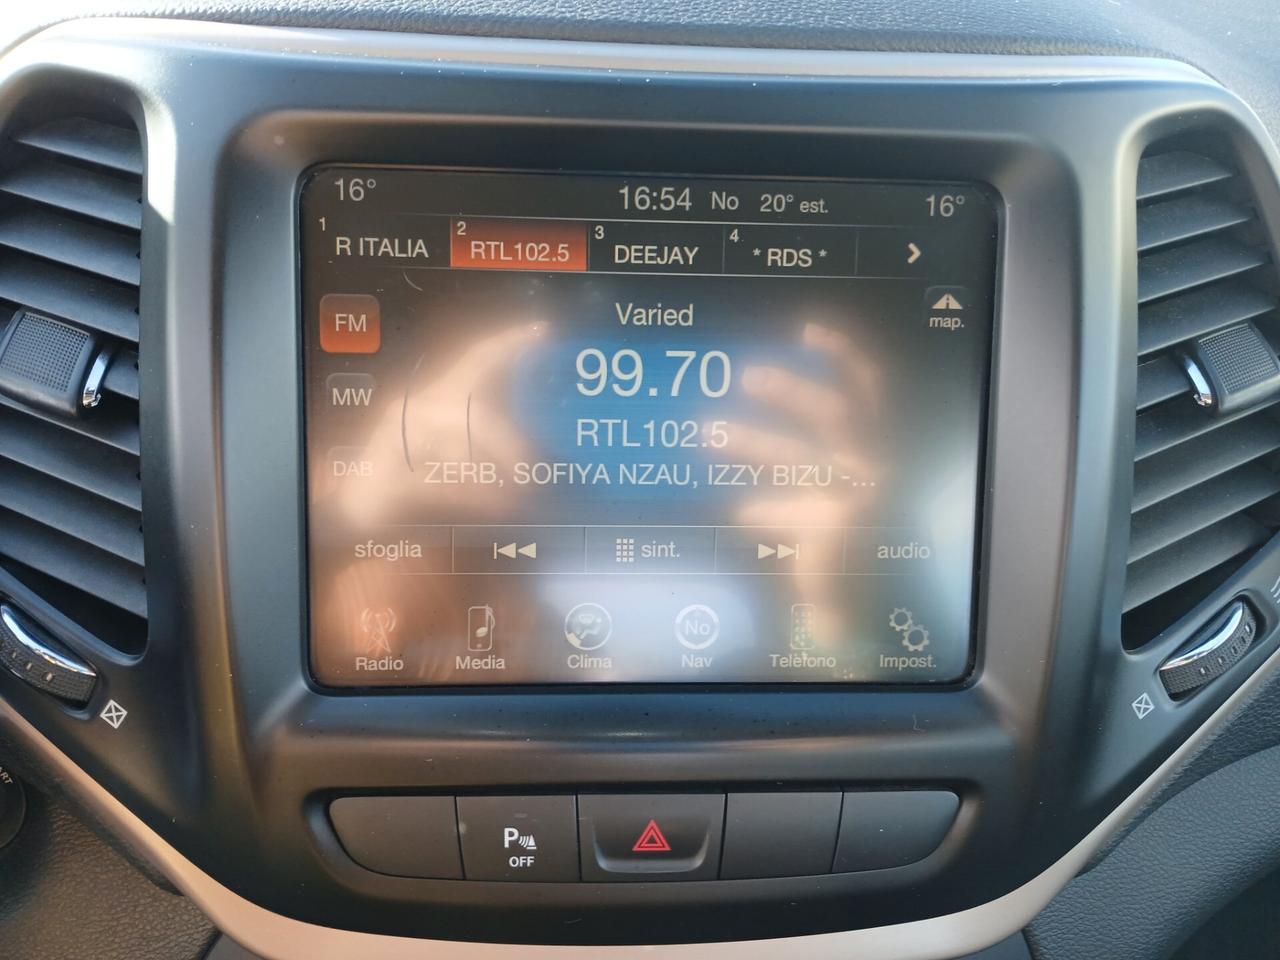 16° 16:54 No 20° est. 16°
1 R ITALIA 2 RTL102.5 3 DEEJAY 4 * RDS *
Varied
map.
FM
99.70
MW
RTL102.5
DAB
ZERB, SOFIYA NZAU, IZZY BIZU -...
sfoglia sint. audio
No
Radio Media Clima Nav Telefono Impost.
P
OFF